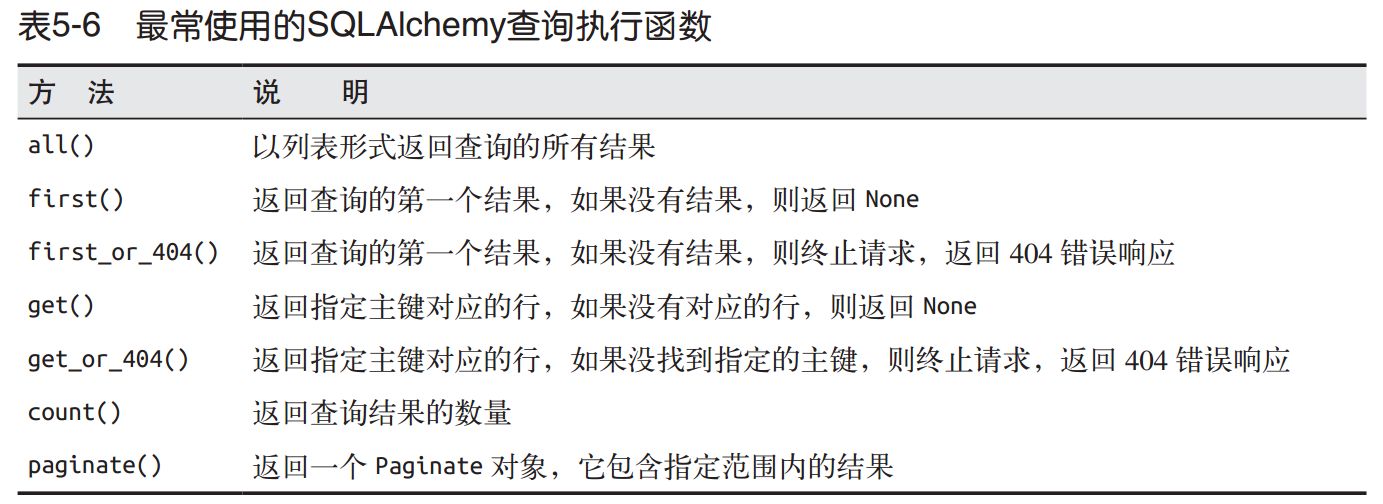 表5-6 最常使用的SQLAlchemy查询执行函数
方 法 说 明
all() 以列表形式返回查询的所有结果
first() 返回查询的第一个结果，如果没有结果，则返回 None
first_or_404() 返回查询的第一个结果，如果没有结果，则终止请求，返回 404 错误响应
get() 返回指定主键对应的行，如果没有对应的行，则返回 None
get_or_404() 返回指定主键对应的行，如果没找到指定的主键，则终止请求，返回 404 错误响应
count() 返回查询结果的数量
paginate() 返回一个 Paginate 对象，它包含指定范围内的结果